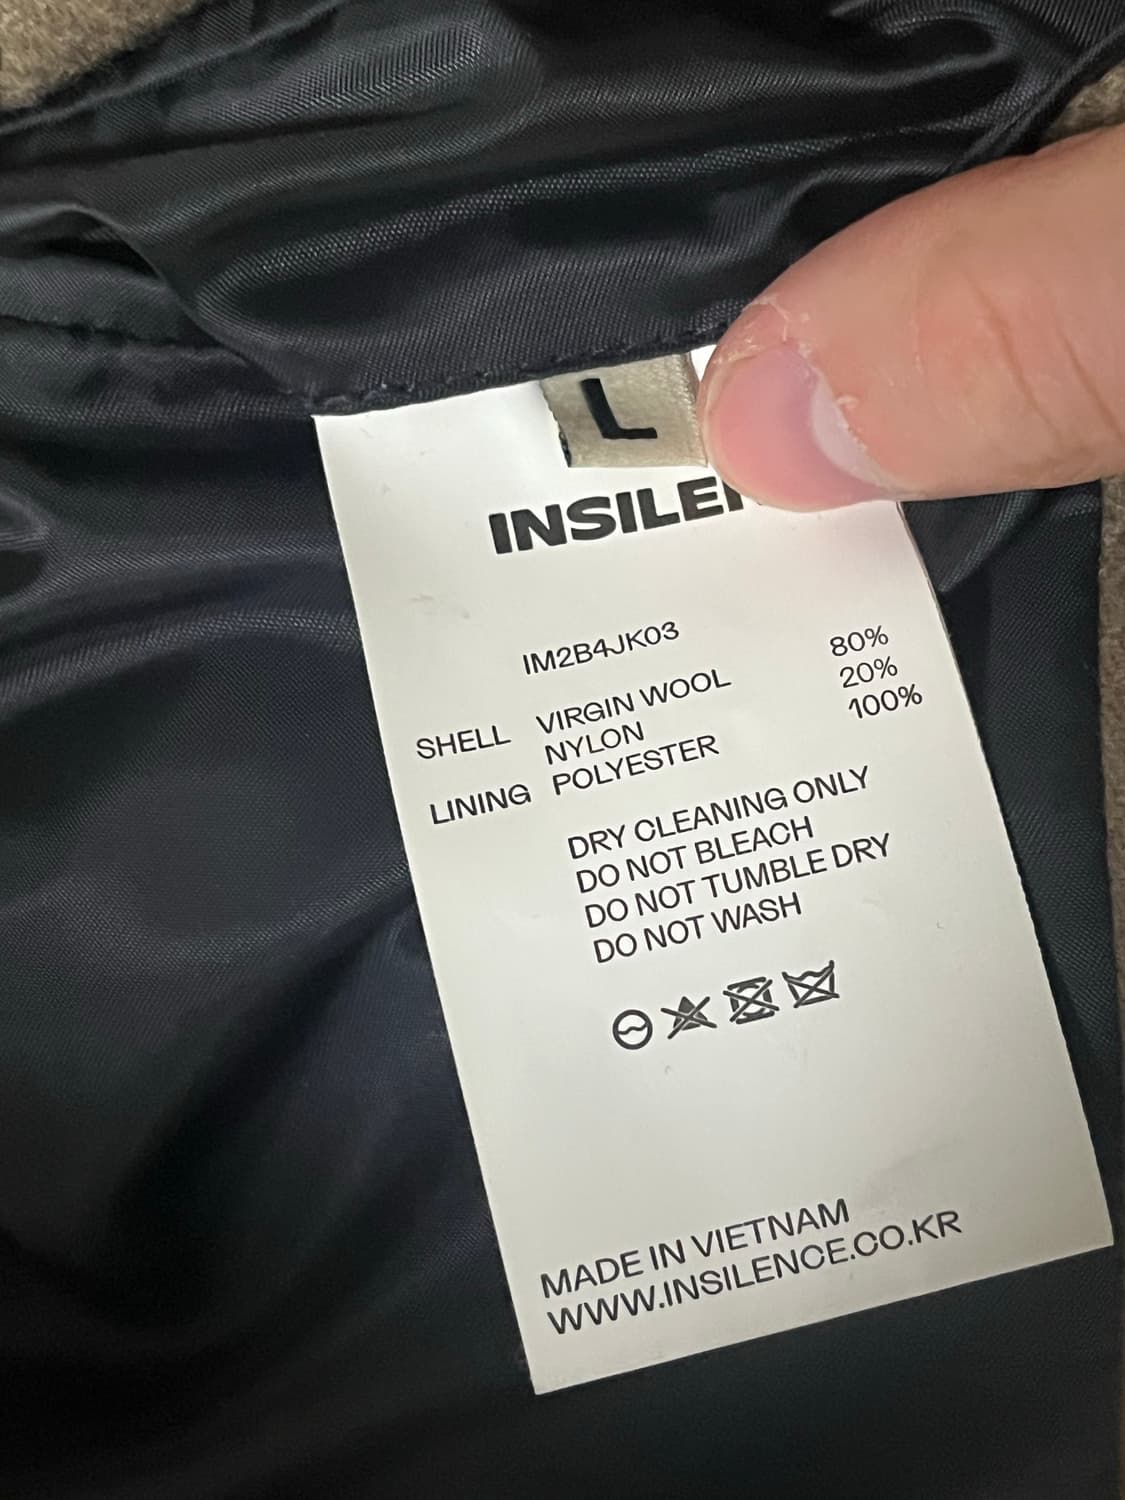 L
INSILE
IM2B4JK03
SHELL VIRGIN WOOL 80%
NYLON 20%
LINING POLYESTER 100%
DRY CLEANING ONLY
DO NOT BLEACH
DO NOT TUMBLE DRY
DO NOT WASH
MADE IN VIETNAM
WWW.INSILENCE.CO.KR